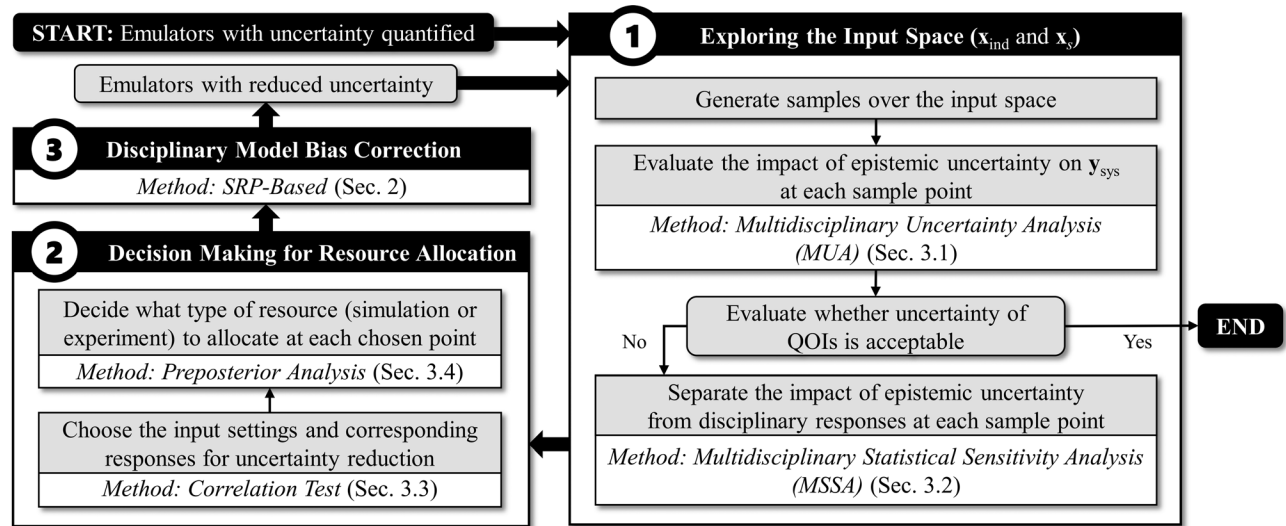 START: Emulators with uncertainty quantified
Emulators with reduced uncertainty
3 Disciplinary Model Bias Correction
Method: SRP-Based (Sec. 2)
2 Decision Making for Resource Allocation
Decide what type of resource (simulation or
experiment) to allocate at each chosen point
Method: Preposterior Analysis (Sec. 3.4)
Choose the input settings and corresponding
responses for uncertainty reduction
Method: Correlation Test (Sec. 3.3)
1 Exploring the Input Space (x_ind and x_s)
Generate samples over the input space
Evaluate the impact of epistemic uncertainty on y_sys
at each sample point
Method: Multidisciplinary Uncertainty Analysis
(MUA) (Sec. 3.1)
Evaluate whether uncertainty of
QOIs is acceptable
No
Yes
END
Separate the impact of epistemic uncertainty
from disciplinary responses at each sample point
Method: Multidisciplinary Statistical Sensitivity Analysis
(MSSA) (Sec. 3.2)